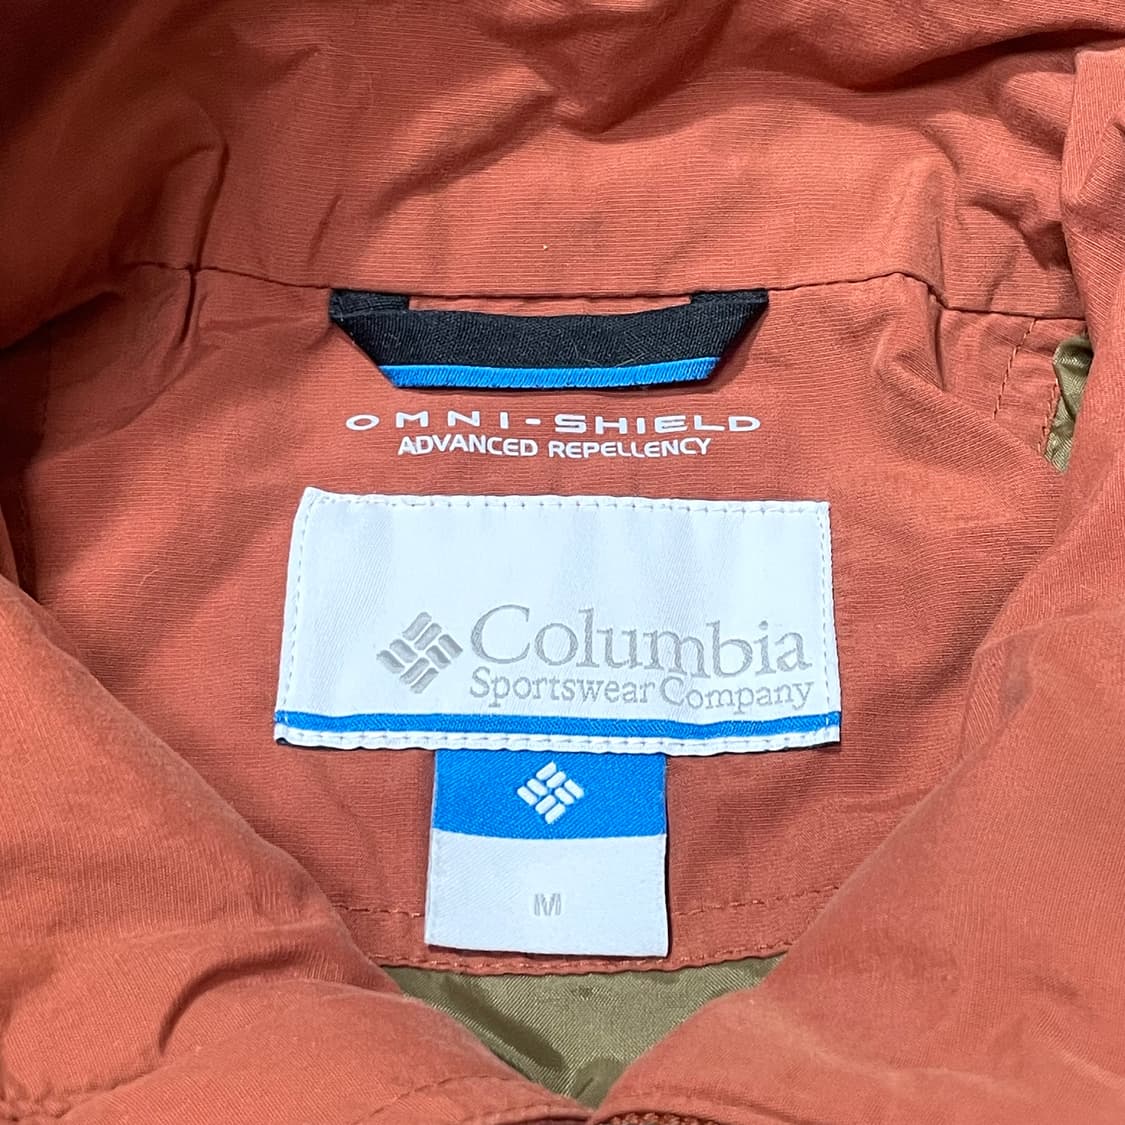 OMNI-SHIELD
ADVANCED REPELLENCY
Columbia
Sportswear Company
M